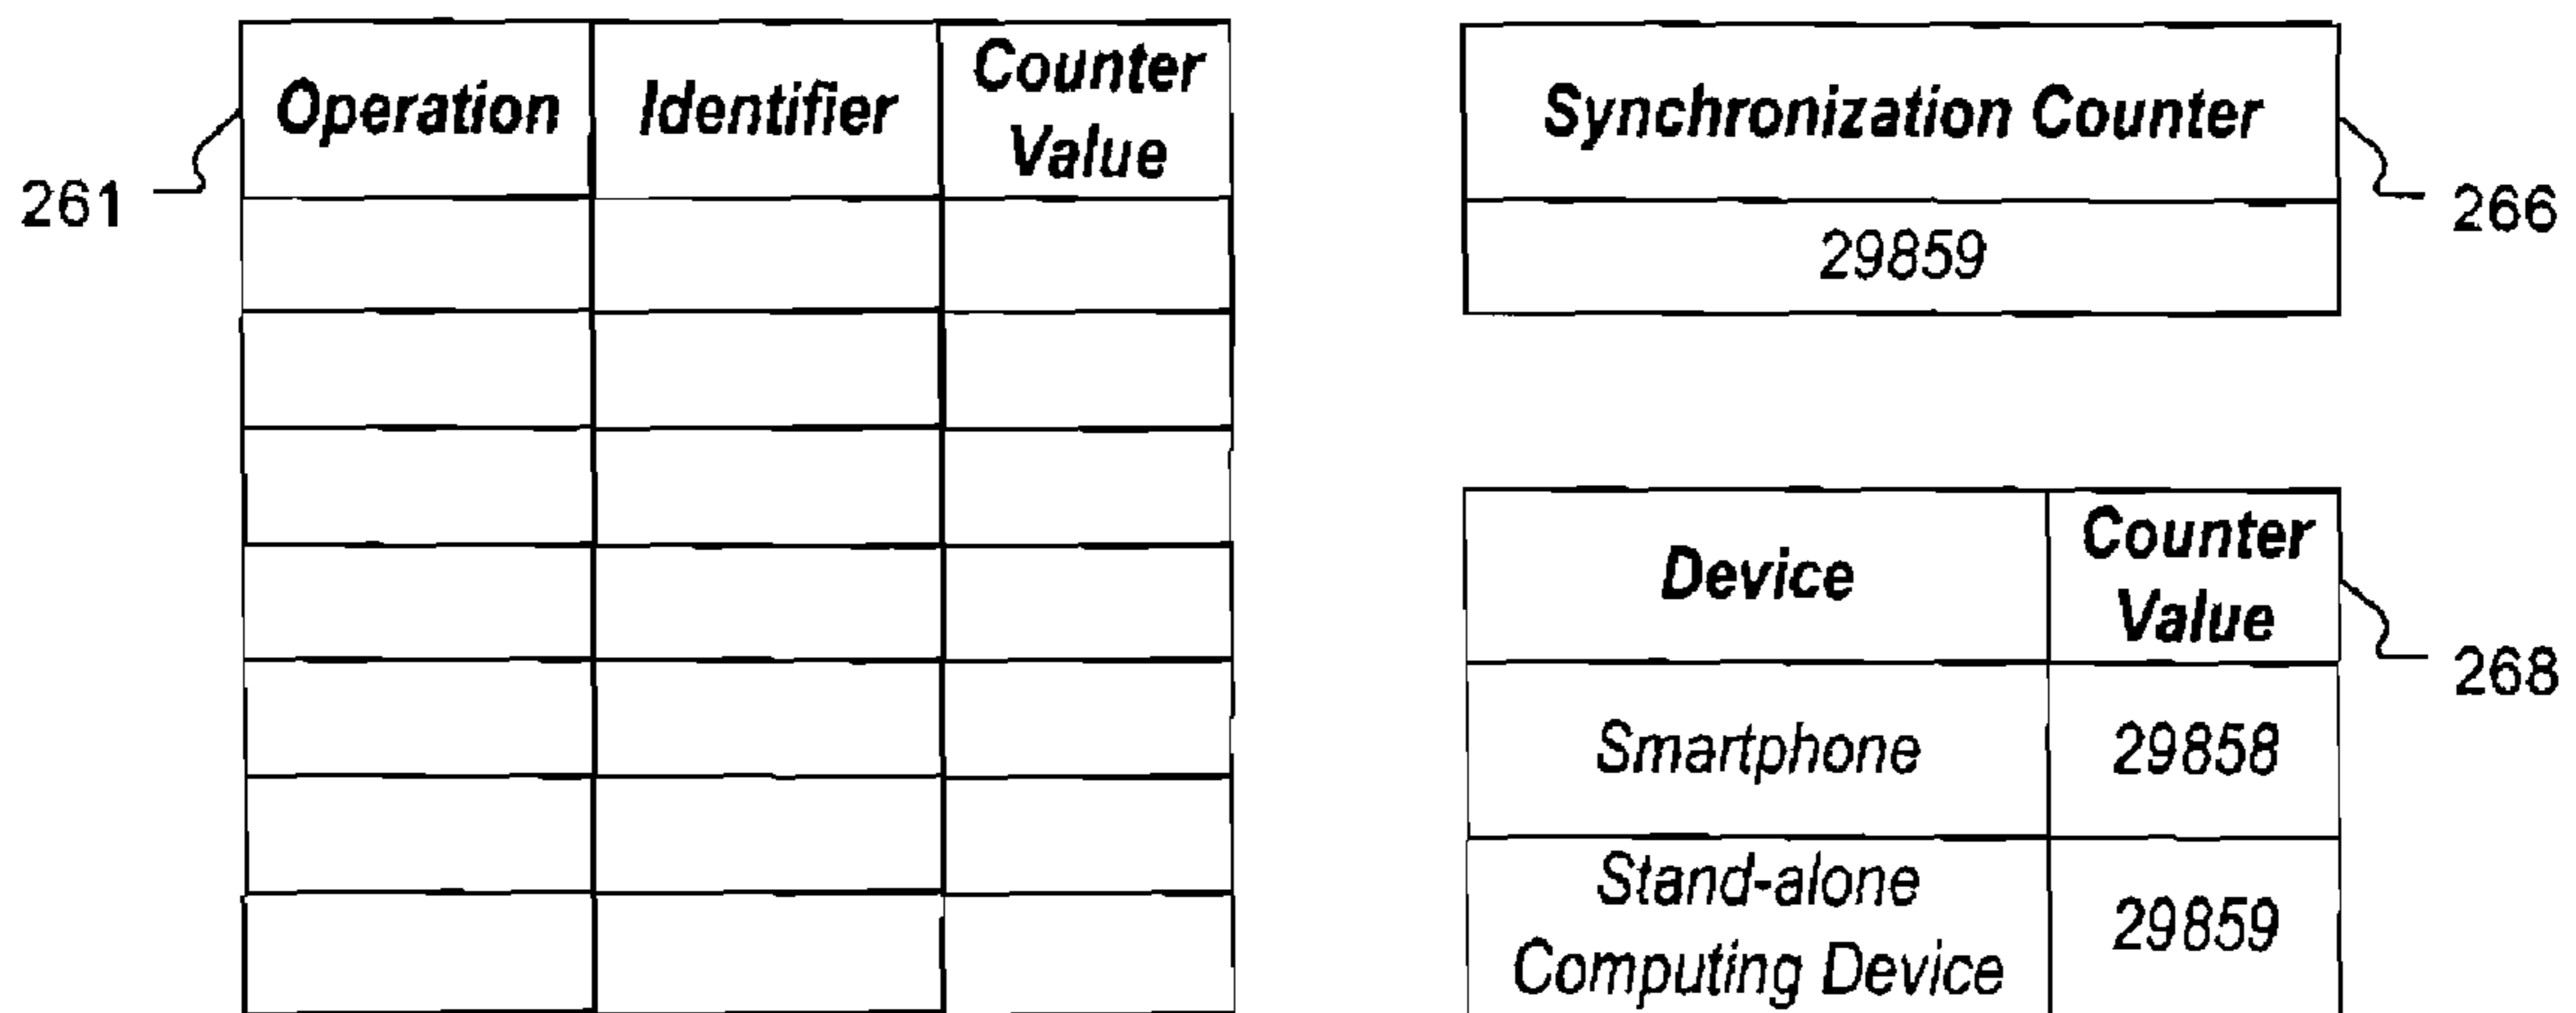 Operation
Identifier
Counter
Value
261
Synchronization Counter
29859
266
Device
Counter
Value
268
Smartphone
29858
Stand-alone
Computing Device
29859